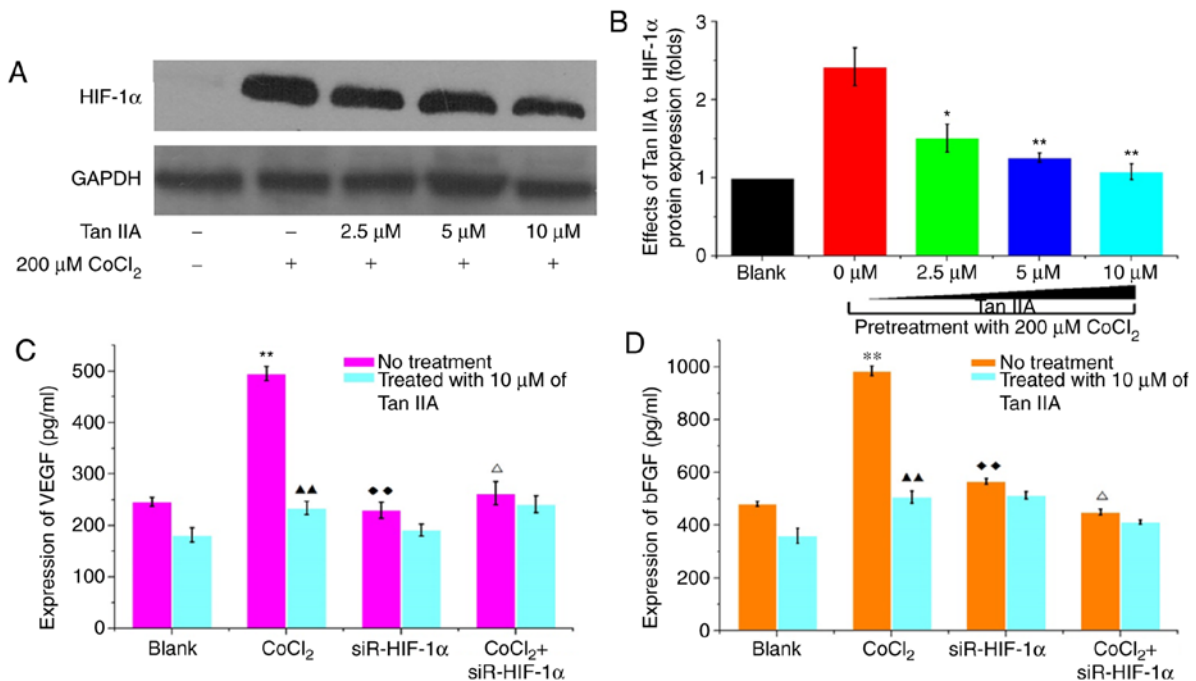 A
HIF-1α
GAPDH
Tan IIA – – 2.5 μM 5 μM 10 μM
200 μM CoCl₂ – + + + +
B
Effects of Tan IIA to HIF-1α
protein expression (folds)
3
2
1
0
* ** **
Blank 0 μM 2.5 μM 5 μM 10 μM
Tan IIA
Pretreatment with 200 μM CoCl₂
C
Expression of VEGF (pg/ml)
500
400
300
200
100
0
**
▲▲
◆◆
△
No treatment
Treated with 10 μM of
Tan IIA
Blank CoCl₂ siR-HIF-1α CoCl₂+
siR-HIF-1α
D
Expression of bFGF (pg/ml)
1000
800
600
400
200
0
**
▲▲
◆◆
△
No treatment
Treated with 10 μM of
Tan IIA
Blank CoCl₂ siR-HIF-1α CoCl₂+
siR-HIF-1α